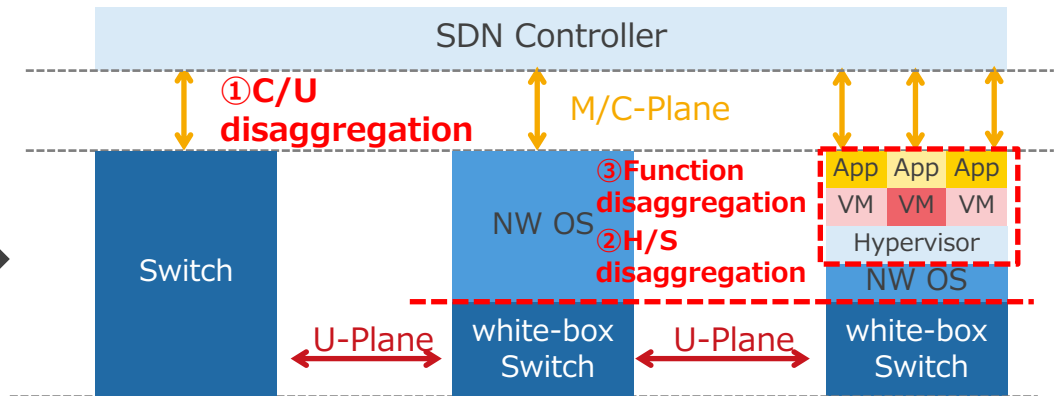 SDN Controller
①C/U
disaggregation
M/C-Plane
③Function
disaggregation
App App App
VM VM VM
NW OS
②H/S
disaggregation
Hypervisor
NW OS
Switch
U-Plane
white-box
Switch
U-Plane
white-box
Switch